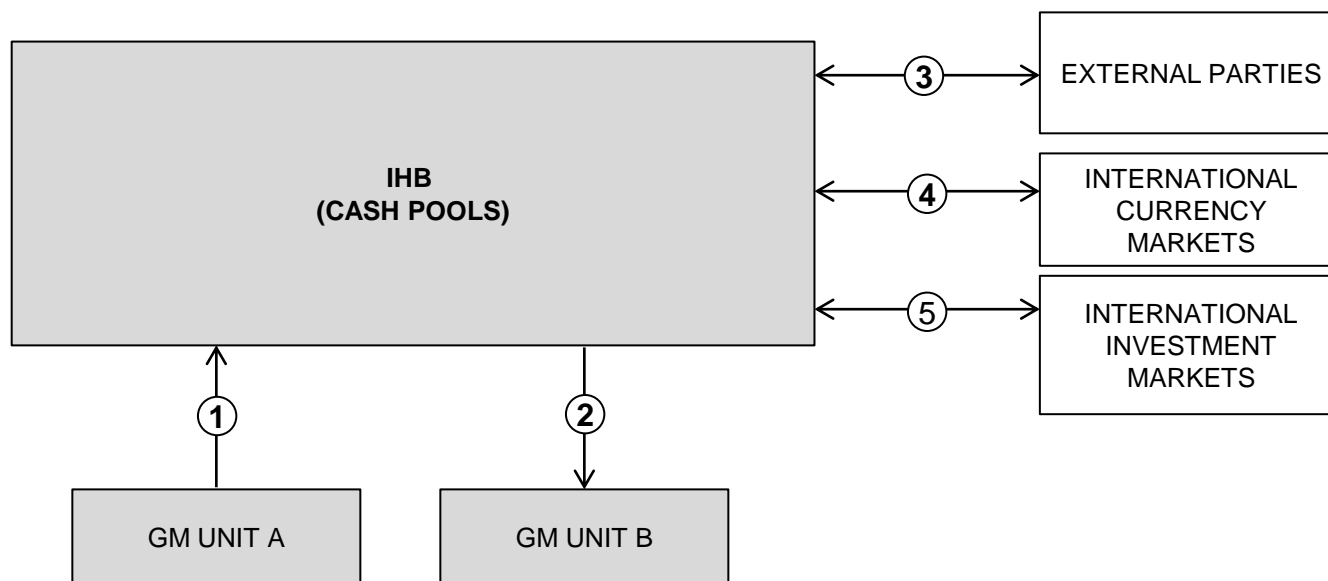 IHB
(CASH POOLS)
3
EXTERNAL PARTIES
4
INTERNATIONAL
CURRENCY
MARKETS
5
INTERNATIONAL
INVESTMENT
MARKETS
1
2
GM UNIT A
GM UNIT B